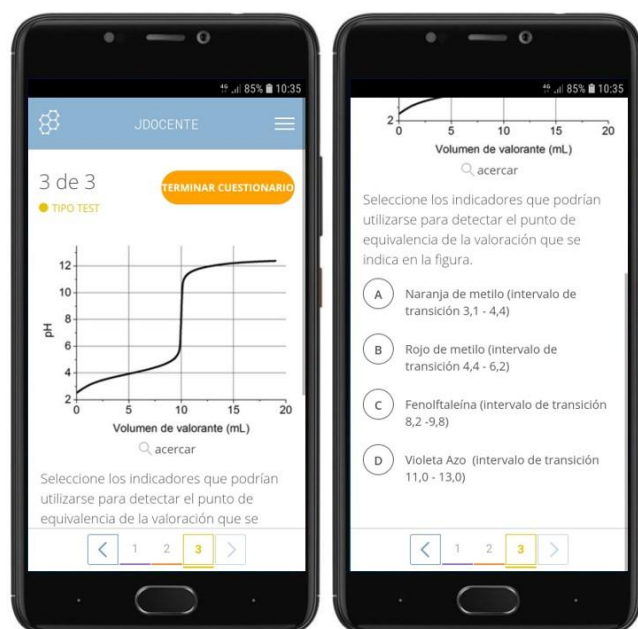 4G 85% 10:35
JDOCENTE
3 de 3
TERMINAR CUESTIONARIO
TIPO TEST
12
10
8
6
4
2
pH
0 5 10 15 20
Volumen de valorante (mL)
acercar
Seleccione los indicadores que podrían
utilizarse para detectar el punto de
equivalencia de la valoración que se
1 2 3
4G 85% 10:35
2
0 5 10 15 20
Volumen de valorante (mL)
acercar
Seleccione los indicadores que podrían
utilizarse para detectar el punto de
equivalencia de la valoración que se
indica en la figura.
A Naranja de metilo (intervalo de
transición 3,1 - 4,4)
B Rojo de metilo (intervalo de
transición 4,4 - 6,2)
C Fenolftaleína (intervalo de transición
8,2 -9,8)
D Violeta Azo (intervalo de transición
11,0 - 13,0)
1 2 3